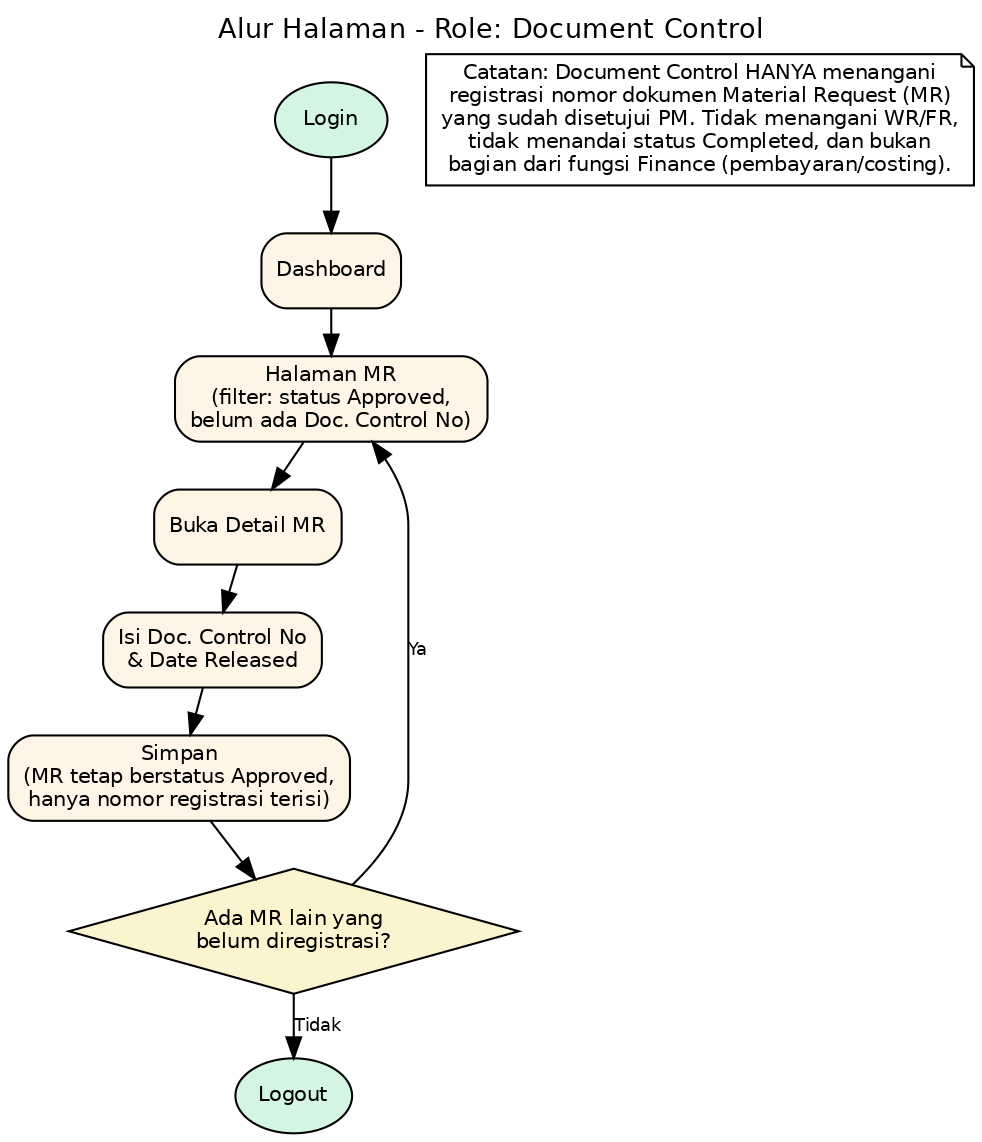 Alur Halaman - Role: Document Control
Login
Catatan: Document Control HANYA menangani
registrasi nomor dokumen Material Request (MR)
yang sudah disetujui PM. Tidak menangani WR/FR,
tidak menandai status Completed, dan bukan
bagian dari fungsi Finance (pembayaran/costing).
Dashboard
Halaman MR
(filter: status Approved,
belum ada Doc. Control No)
Buka Detail MR
Isi Doc. Control No
& Date Released
Ya
Simpan
(MR tetap berstatus Approved,
hanya nomor registrasi terisi)
Ada MR lain yang
belum diregistrasi?
Tidak
Logout